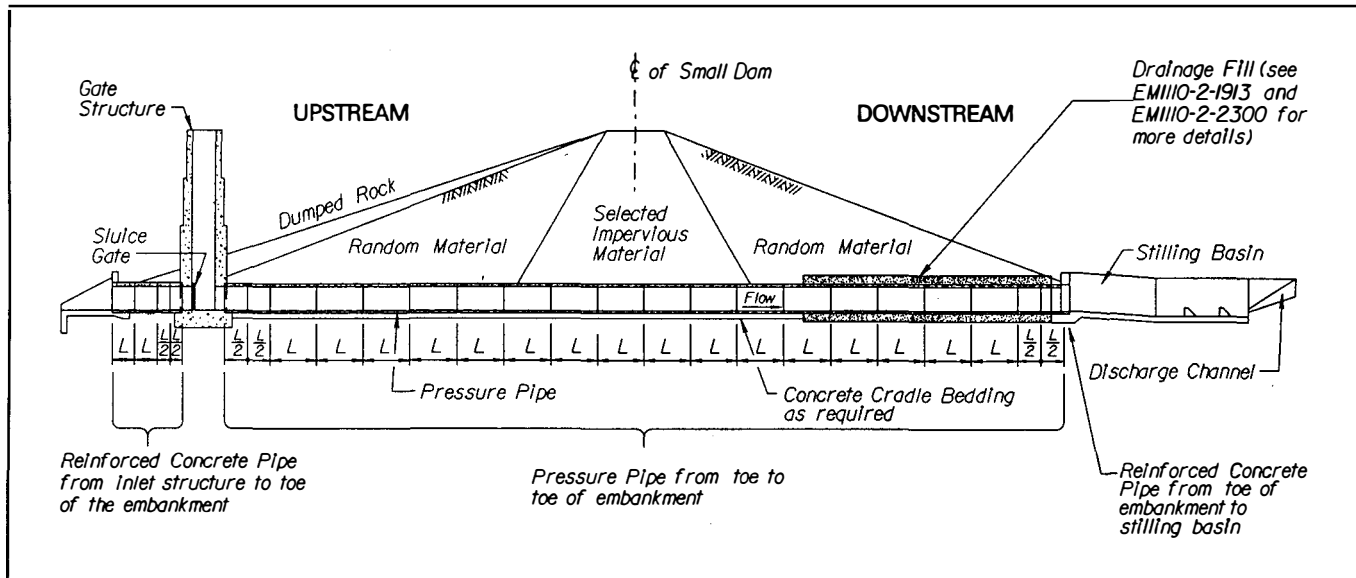 ℄ of Small Dam
Gate
Structure
UPSTREAM
DOWNSTREAM
Drainage Fill (see
EM1110-2-1913 and
EM1110-2-2300 for
more details)
Dumped Rock
Sluice
Gate
Random Material
Selected
Impervious
Material
Random Material
Stilling Basin
Flow
L L L/2 L/2 L/2 L/2 L L L L L L L L L L L L L L L L L/2 L/2
Pressure Pipe
Concrete Cradle Bedding
as required
Discharge Channel
Reinforced Concrete Pipe
from inlet structure to toe
of the embankment
Pressure Pipe from toe to
toe of embankment
Reinforced Concrete
Pipe from toe of
embankment to
stilling basin